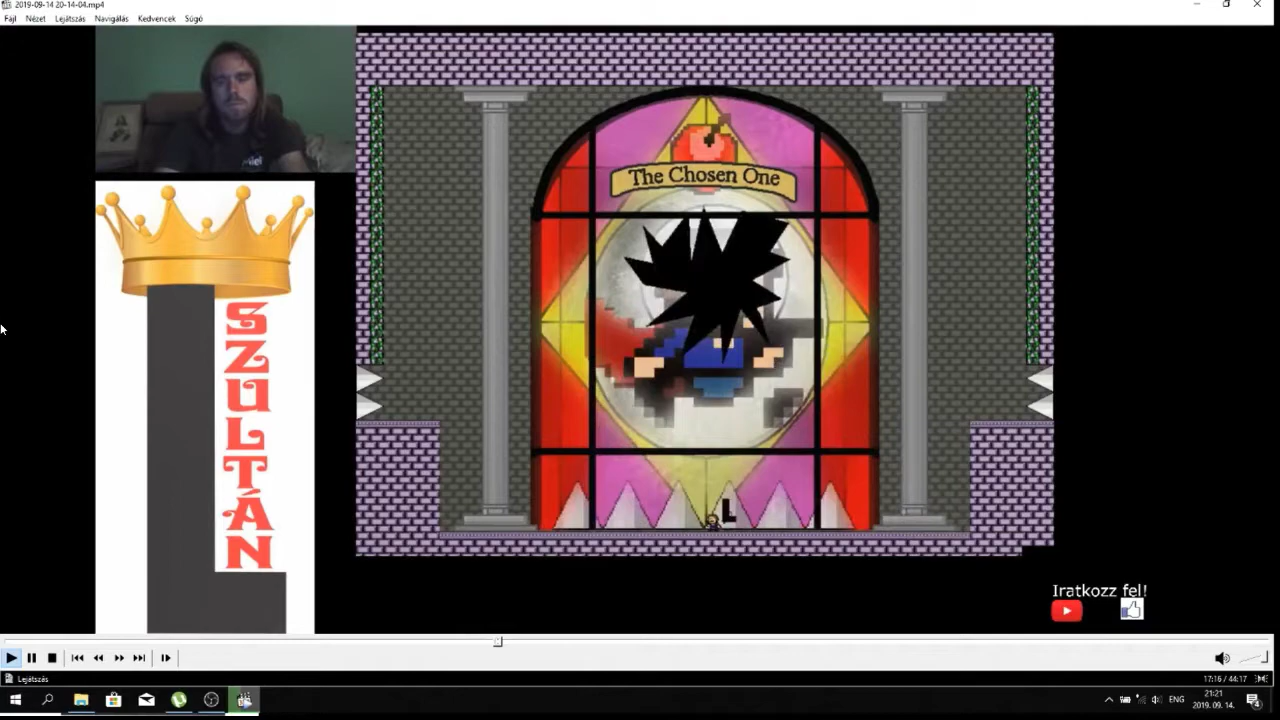 2019-09-14 20-14-04.mp4
Fájl Nézet Lejátszás Navigálás Kedvencek Súgó
The Chosen One
L
SZULTÁN
Iratkozz fel!
Lejátszás
17:16 / 44:17
ENG
21:21
2019. 09. 14.
4